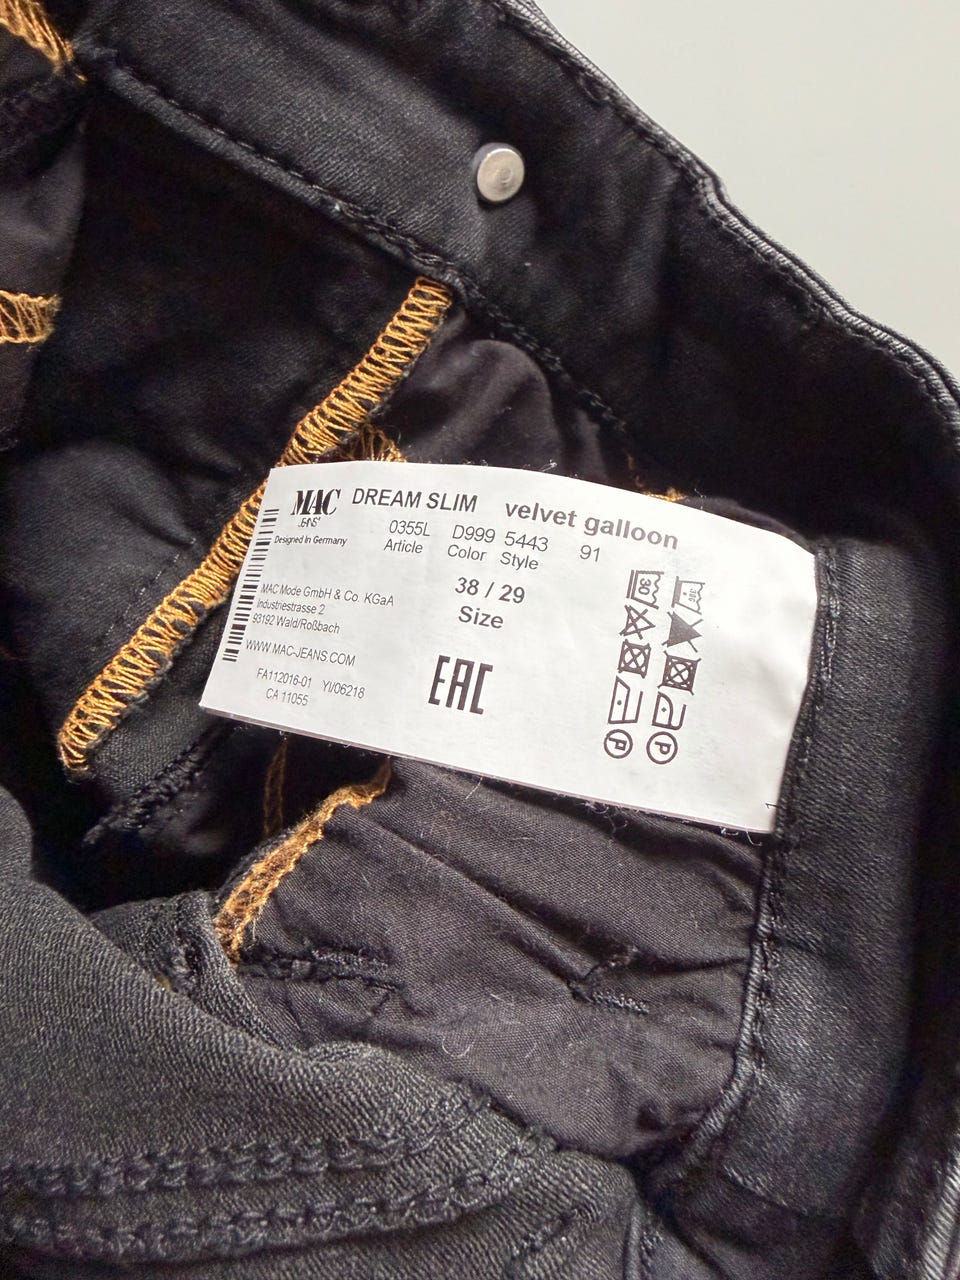 MAC
JEANS
Designed in Germany
DREAM SLIM velvet galloon
0355L D999 5443 91
Article Color Style
38 / 29
Size
MAC Mode GmbH & Co. KGaA
Industriestrasse 2
93192 Wald/Roßbach
WWW.MAC-JEANS.COM
FA112016-01 YI/06218
CA 11055
EAC
30 30C
P P